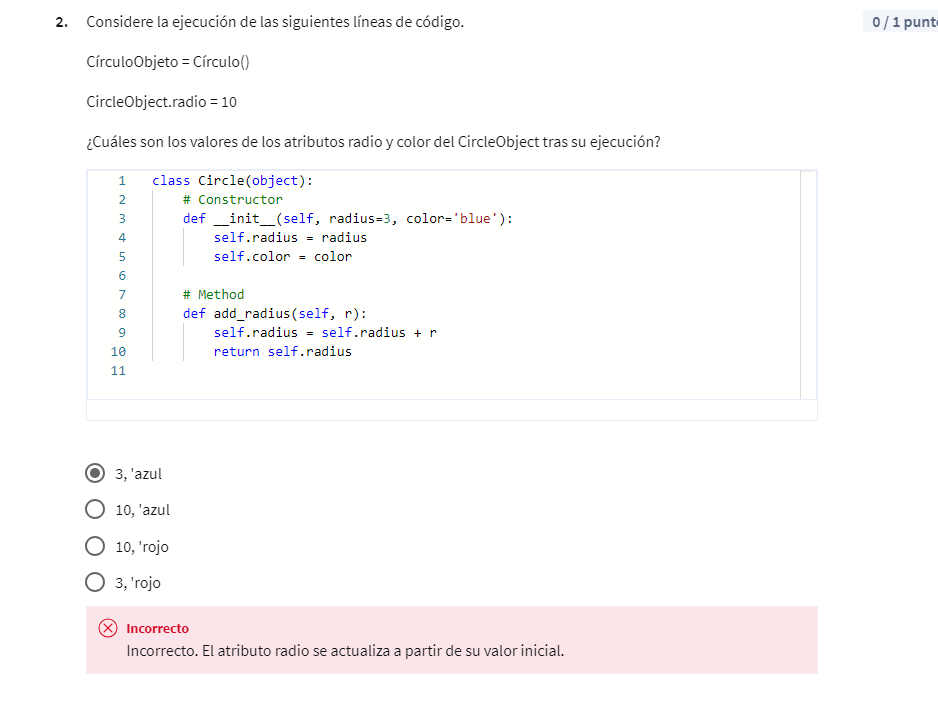 2. Considere la ejecución de las siguientes líneas de código.
0 / 1 punt
CírculoObjeto = Círculo()
CircleObject.radio = 10
¿Cuáles son los valores de los atributos radio y color del CircleObject tras su ejecución?
1 class Circle(object):
2 # Constructor
3 def __init__(self, radius=3, color='blue'):
4 self.radius = radius
5 self.color = color
6
7 # Method
8 def add_radius(self, r):
9 self.radius = self.radius + r
10 return self.radius
11
3, 'azul
10, 'azul
10, 'rojo
3, 'rojo
Incorrecto
Incorrecto. El atributo radio se actualiza a partir de su valor inicial.